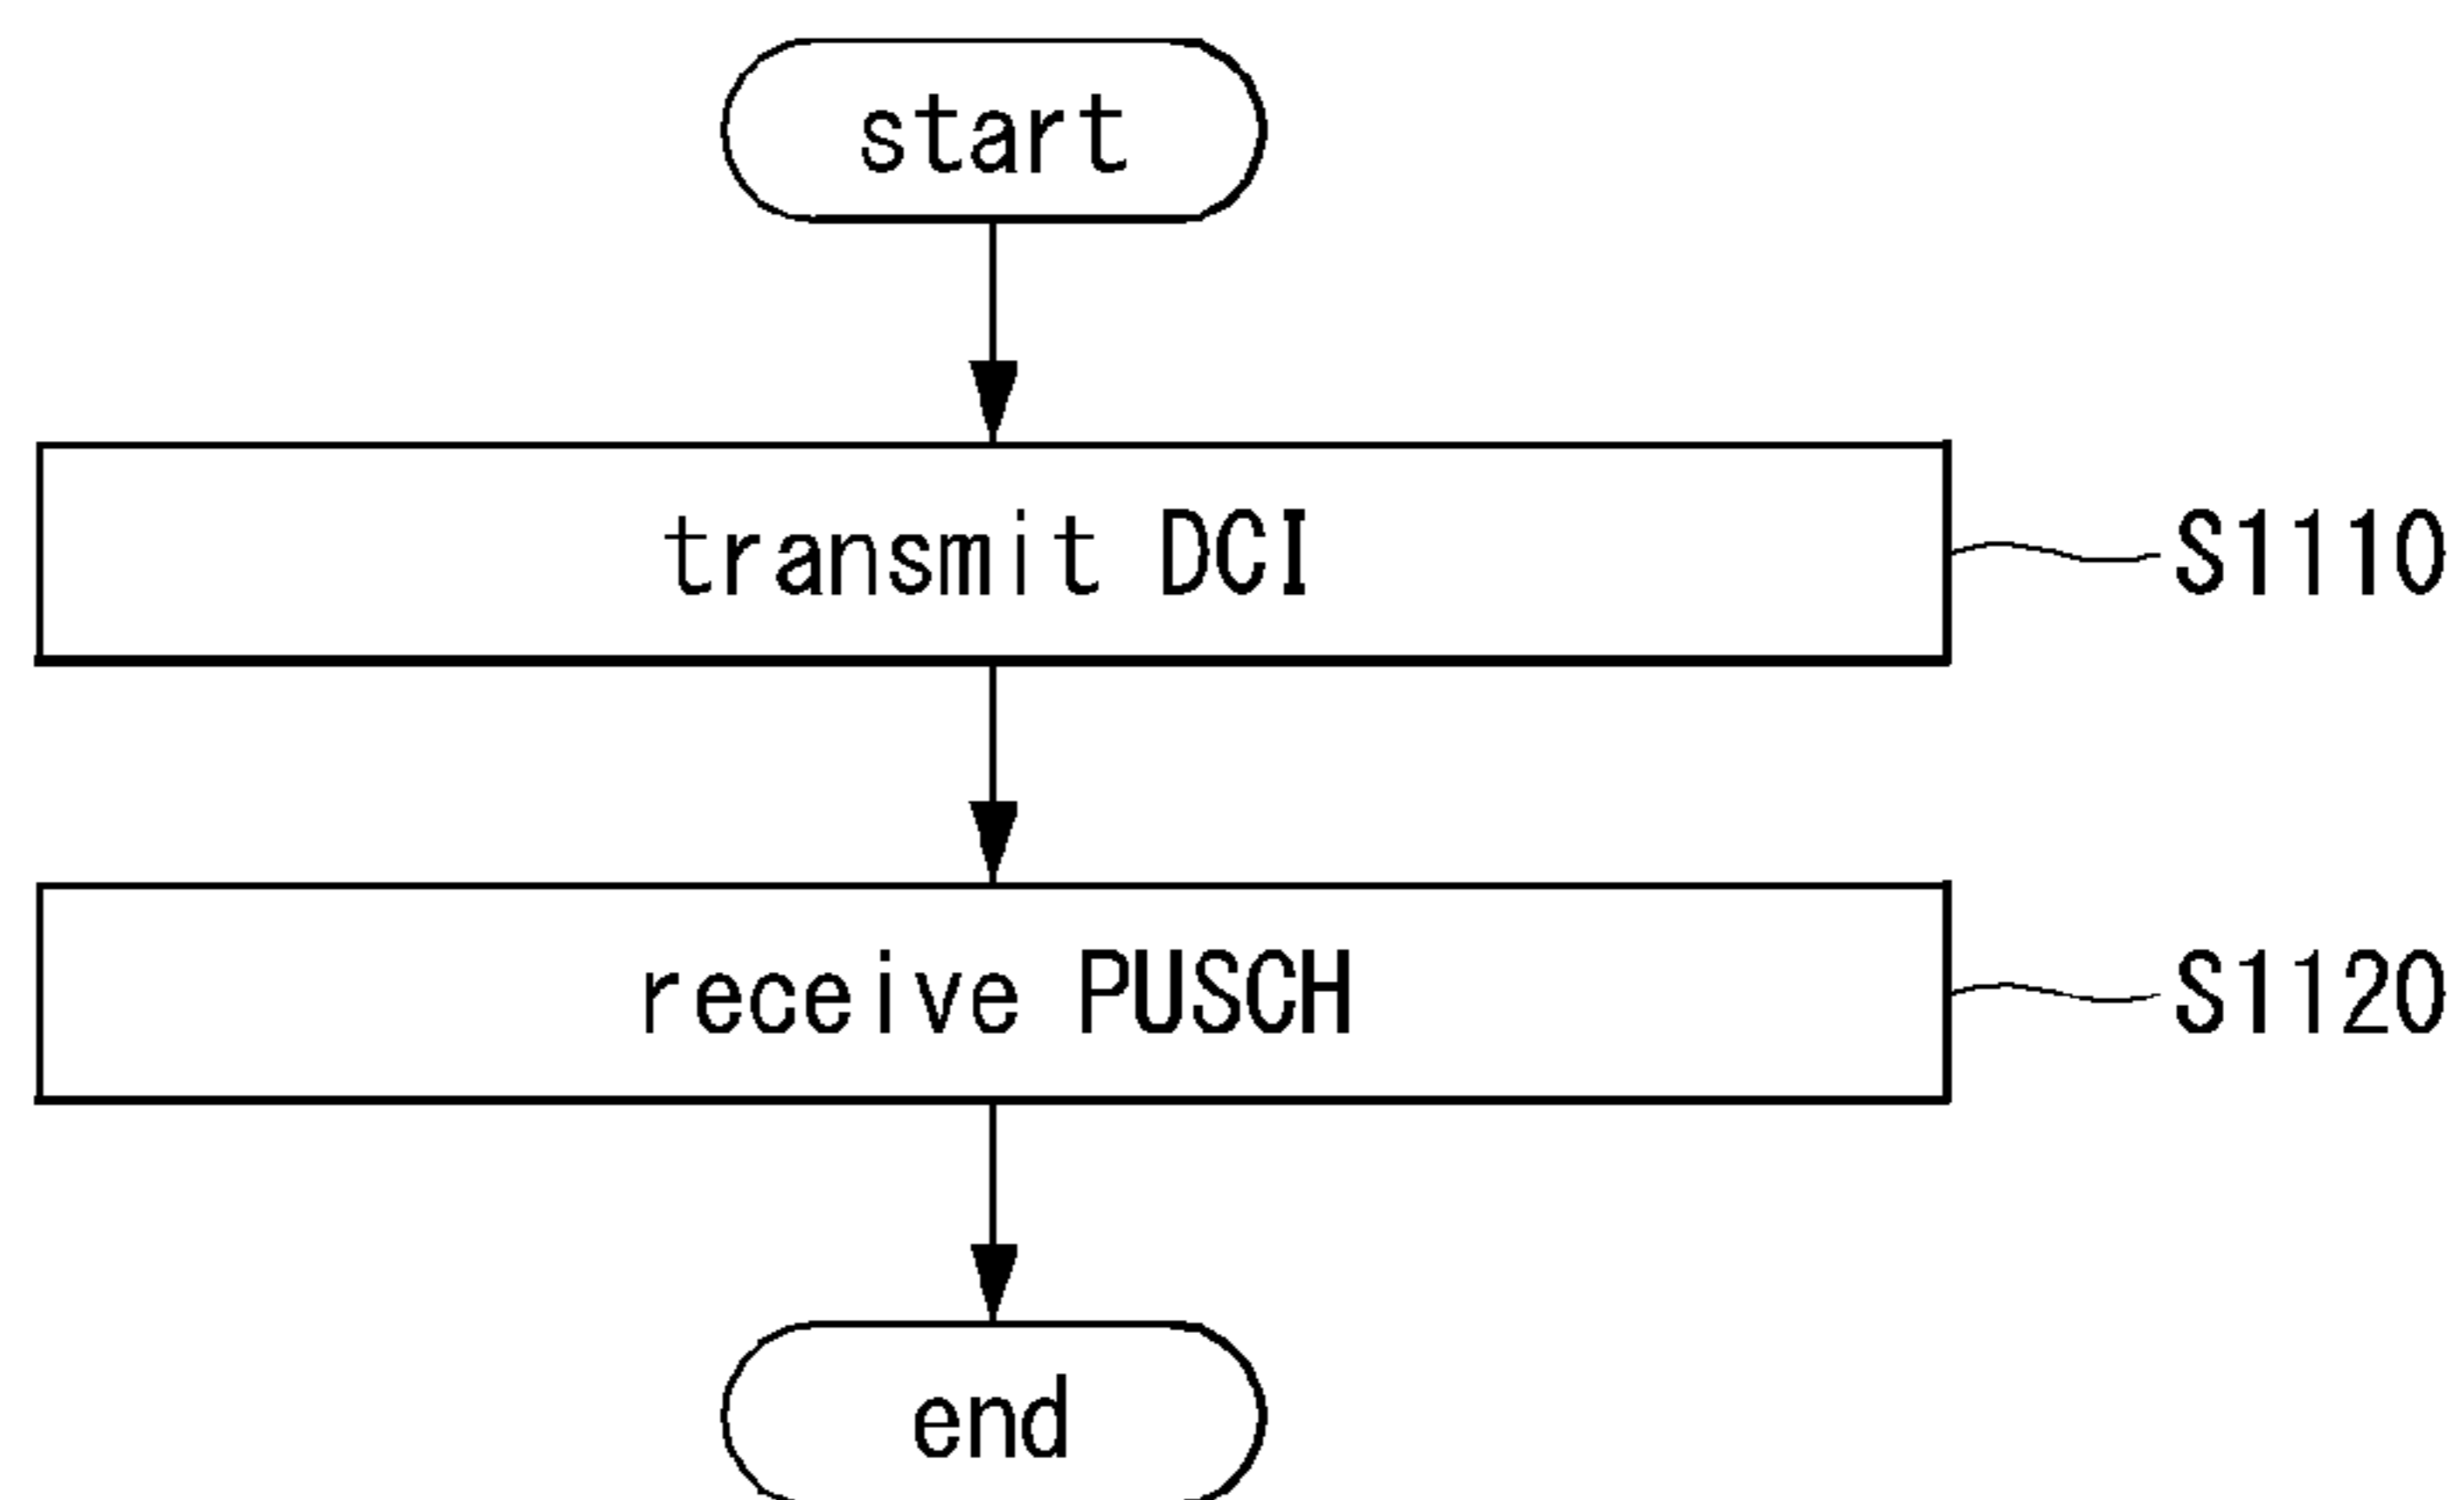 start
transmit DCI
S1110
receive PUSCH
S1120
end